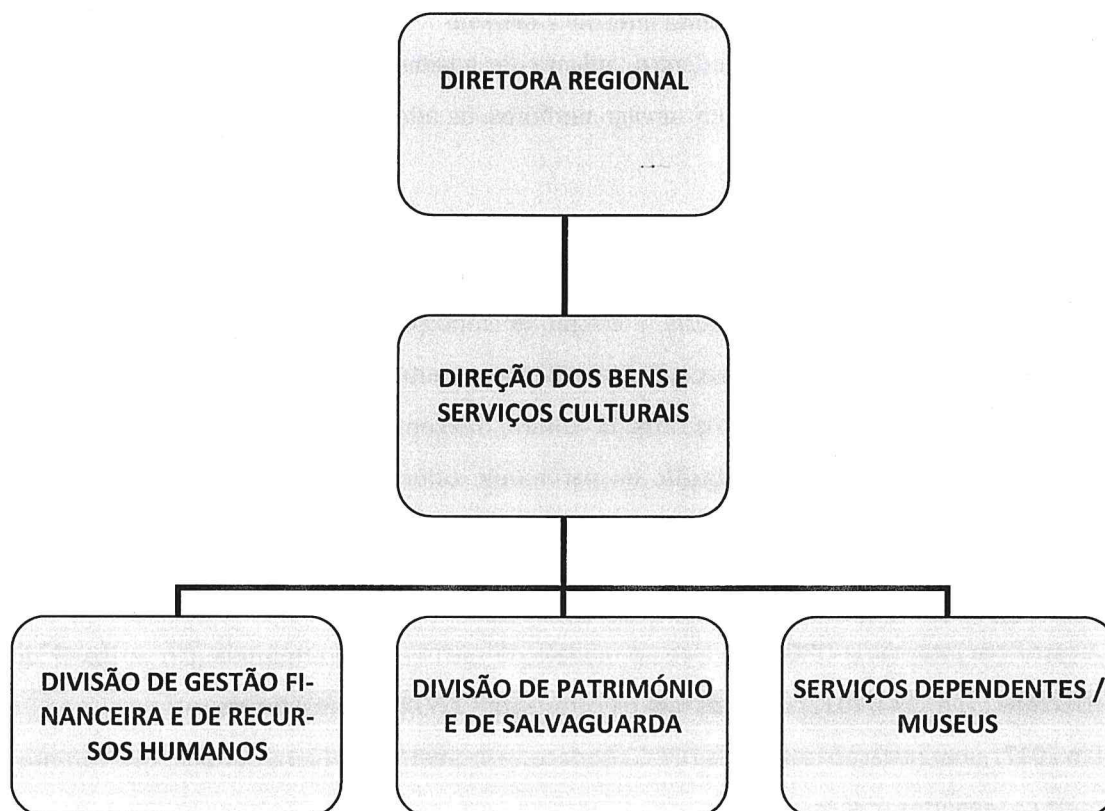 DIRETORA REGIONAL
DIREÇÃO DOS BENS E
SERVIÇOS CULTURAIS
DIVISÃO DE GESTÃO FI-
NANCEIRA E DE RECUR-
SOS HUMANOS
DIVISÃO DE PATRIMÓNIO
E DE SALVAGUARDA
SERVIÇOS DEPENDENTES /
MUSEUS